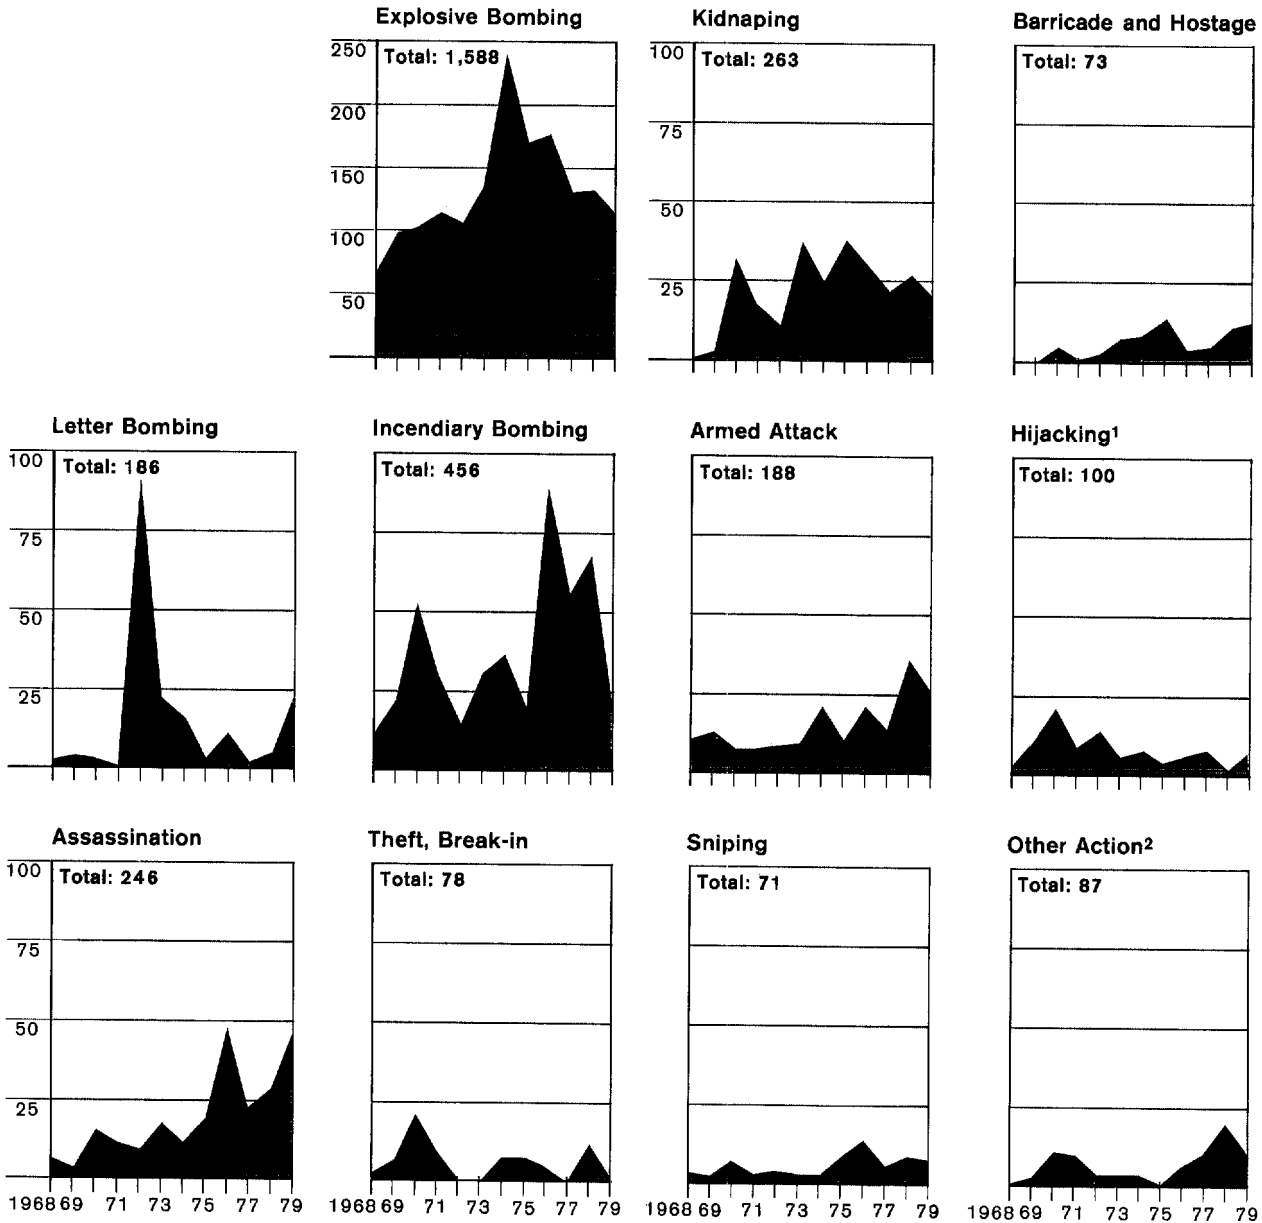 Explosive Bombing
250
Total: 1,588
200
150
100
50
Kidnaping
100
Total: 263
75
50
25
Barricade and Hostage
Total: 73
Letter Bombing
100
Total: 186
75
50
25
Incendiary Bombing
Total: 456
Armed Attack
Total: 188
Hijacking¹
Total: 100
Assassination
100
Total: 246
75
50
25
1968 69 71 73 75 77 79
Theft, Break-in
Total: 78
1968 69 71 73 75 77 79
Sniping
Total: 71
1968 69 71 73 75 77 79
Other Action²
Total: 87
1968 69 71 73 75 77 79